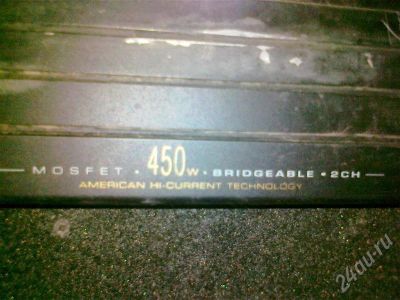 MOSFET • 450W • BRIDGEABLE • 2CH
AMERICAN HI-CURRENT TECHNOLOGY
24au.ru